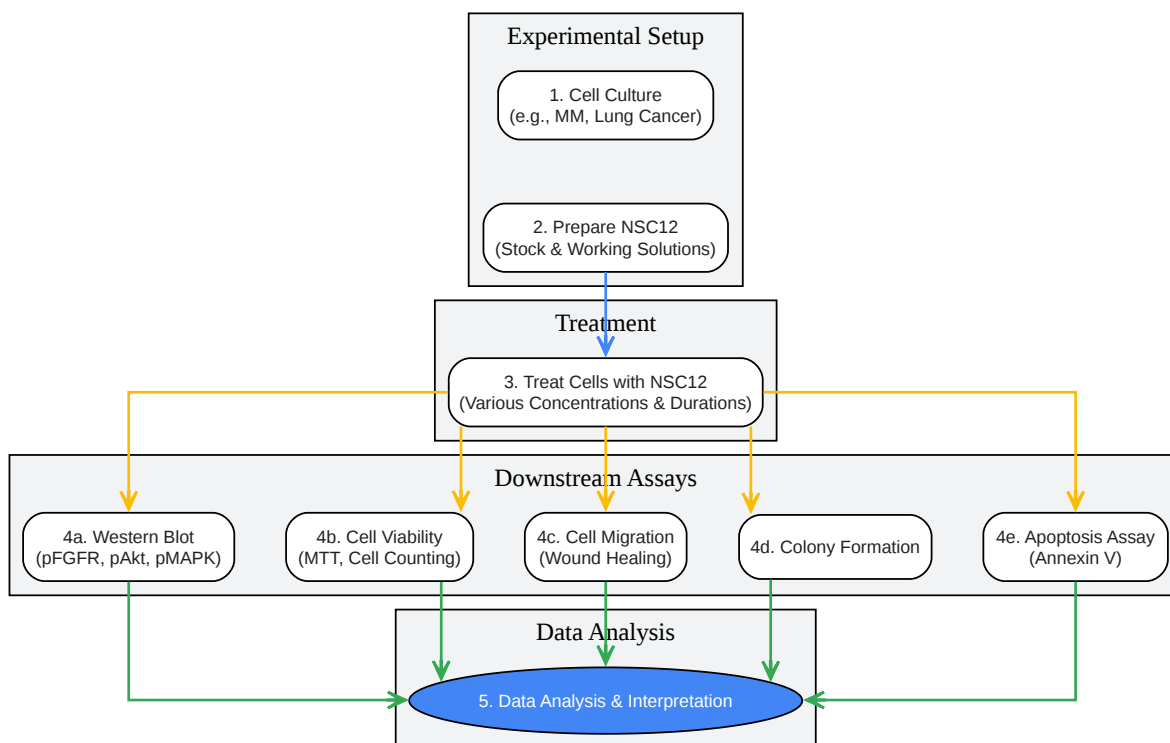 Experimental Setup
1. Cell Culture
(e.g., MM, Lung Cancer)
2. Prepare NSC12
(Stock & Working Solutions)
Treatment
3. Treat Cells with NSC12
(Various Concentrations & Durations)
Downstream Assays
4a. Western Blot
(pFGFR, pAkt, pMAPK)
4b. Cell Viability
(MTT, Cell Counting)
4c. Cell Migration
(Wound Healing)
4d. Colony Formation
4e. Apoptosis Assay
(Annexin V)
Data Analysis
5. Data Analysis & Interpretation